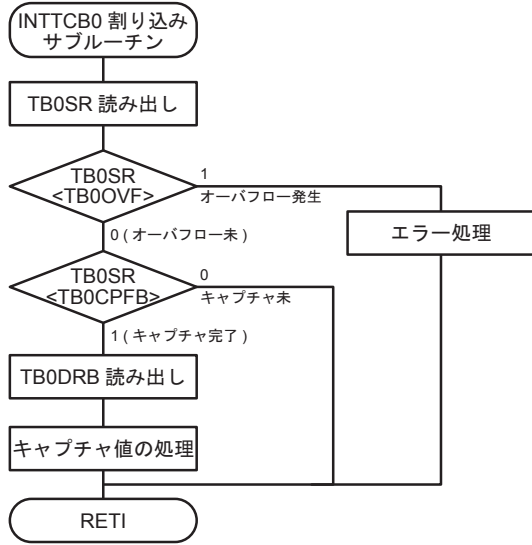 INTTCB0 割り込み
サブルーチン
TB0SR 読み出し
TB0SR
<TB0OVF>
1
オーバフロー発生
0 ( オーバフロー未 )
エラー処理
TB0SR
<TB0CPFB>
0
キャプチャ未
1 ( キャプチャ完了 )
TB0DRB 読み出し
キャプチャ値の処理
RETI